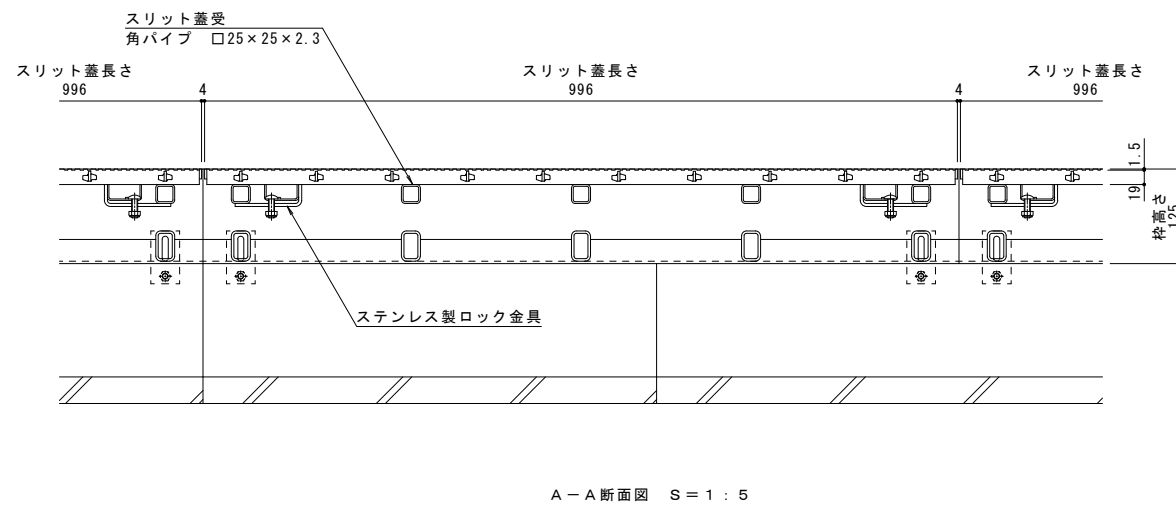 スリット蓋受
角パイプ　□25×25×2.3
スリット蓋長さ
996
4
スリット蓋長さ
996
4
スリット蓋長さ
996
1.5
19
枠高さ
125
ステンレス製ロック金具
A－A断面図　S＝1：5